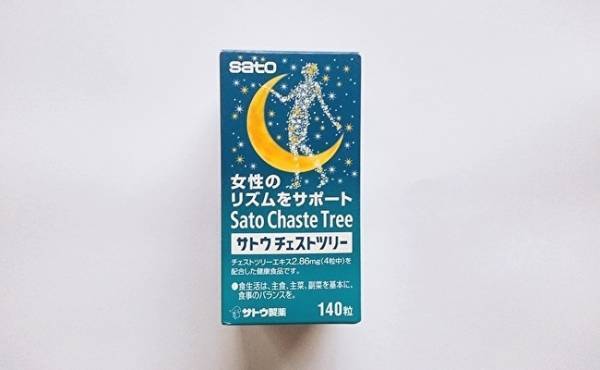 sato
女性の
リズムをサポート
Sato Chaste Tree
サトウ チェストツリー
チェストツリーエキス2.86mg(4粒中)を
配合した健康食品です。
●食生活は、主食、主菜、副菜を基本に、
食事のバランスを。
サトウ製薬 140粒